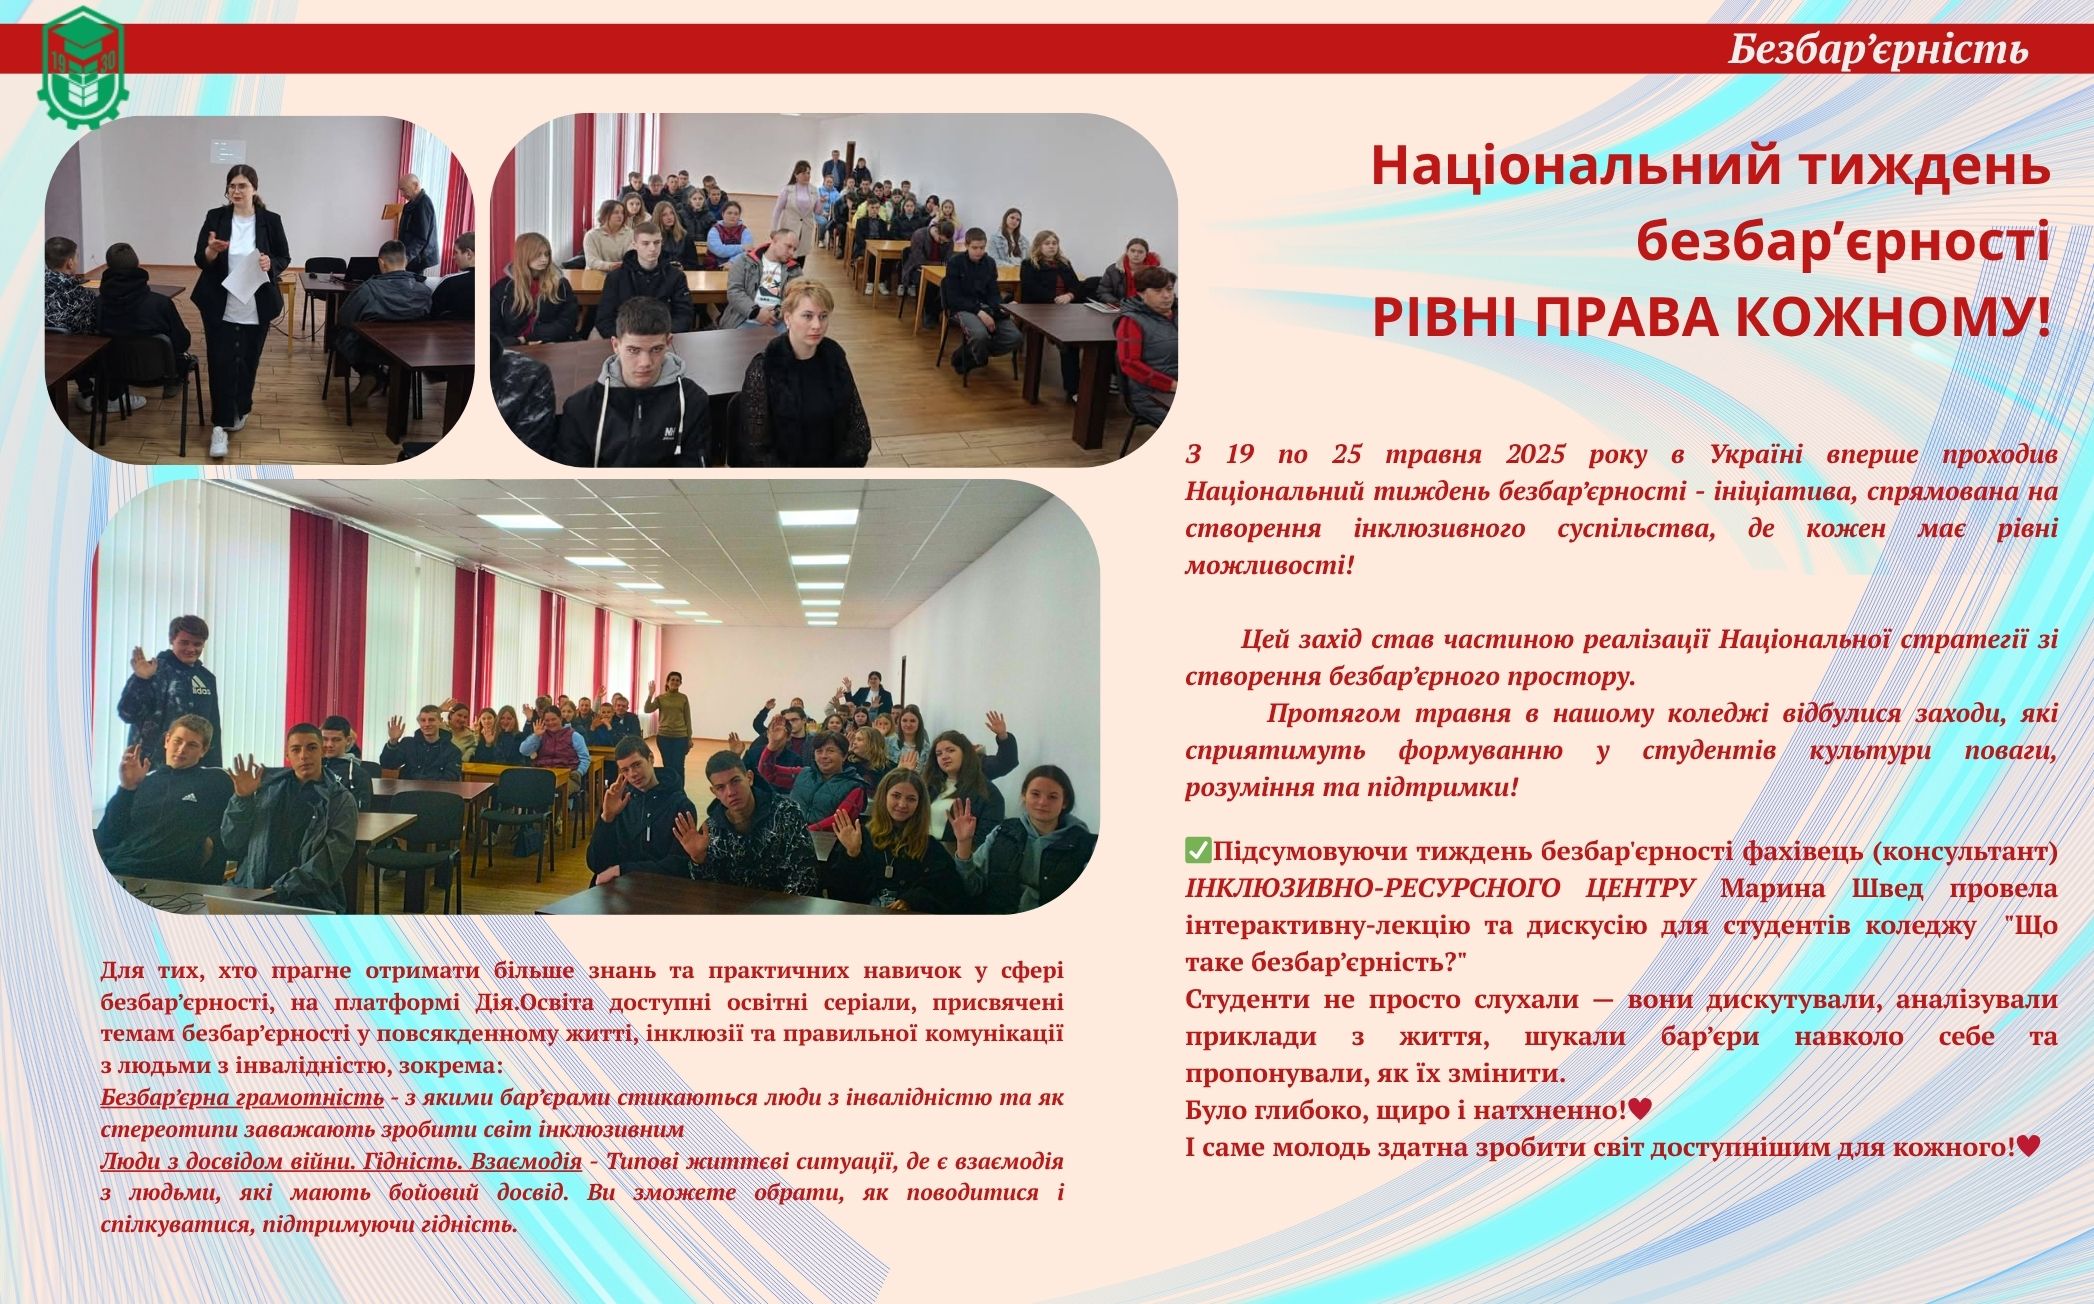 Безбар’єрність
19 30
Національний тиждень
безбар’єрності
РІВНІ ПРАВА КОЖНОМУ!
З 19 по 25 травня 2025 року в Україні вперше проходив
Національний тиждень безбар’єрності - ініціатива, спрямована на
створення інклюзивного суспільства, де кожен має рівні
можливості!
Цей захід став частиною реалізації Національної стратегії зі
створення безбар’єрного простору.
Протягом травня в нашому коледжі відбулися заходи, які
сприятимуть формуванню у студентів культури поваги,
розуміння та підтримки!
✅Підсумовуючи тиждень безбар'єрності фахівець (консультант)
ІНКЛЮЗИВНО-РЕСУРСНОГО ЦЕНТРУ Марина Швед провела
інтерактивну-лекцію та дискусію для студентів коледжу "Що
таке безбар’єрність?"
Студенти не просто слухали — вони дискутували, аналізували
приклади з життя, шукали бар’єри навколо себе та
пропонували, як їх змінити.
Було глибоко, щиро і натхненно!♥
І саме молодь здатна зробити світ доступнішим для кожного!♥
Для тих, хто прагне отримати більше знань та практичних навичок у сфері
безбар’єрності, на платформі Дія.Освіта доступні освітні серіали, присвячені
темам безбар’єрності у повсякденному житті, інклюзії та правильної комунікації
з людьми з інвалідністю, зокрема:
Безбар’єрна грамотність - з якими бар’єрами стикаються люди з інвалідністю та як
стереотипи заважають зробити світ інклюзивним
Люди з досвідом війни. Гідність. Взаємодія - Типові життєві ситуації, де є взаємодія
з людьми, які мають бойовий досвід. Ви зможете обрати, як поводитися і
спілкуватися, підтримуючи гідність.